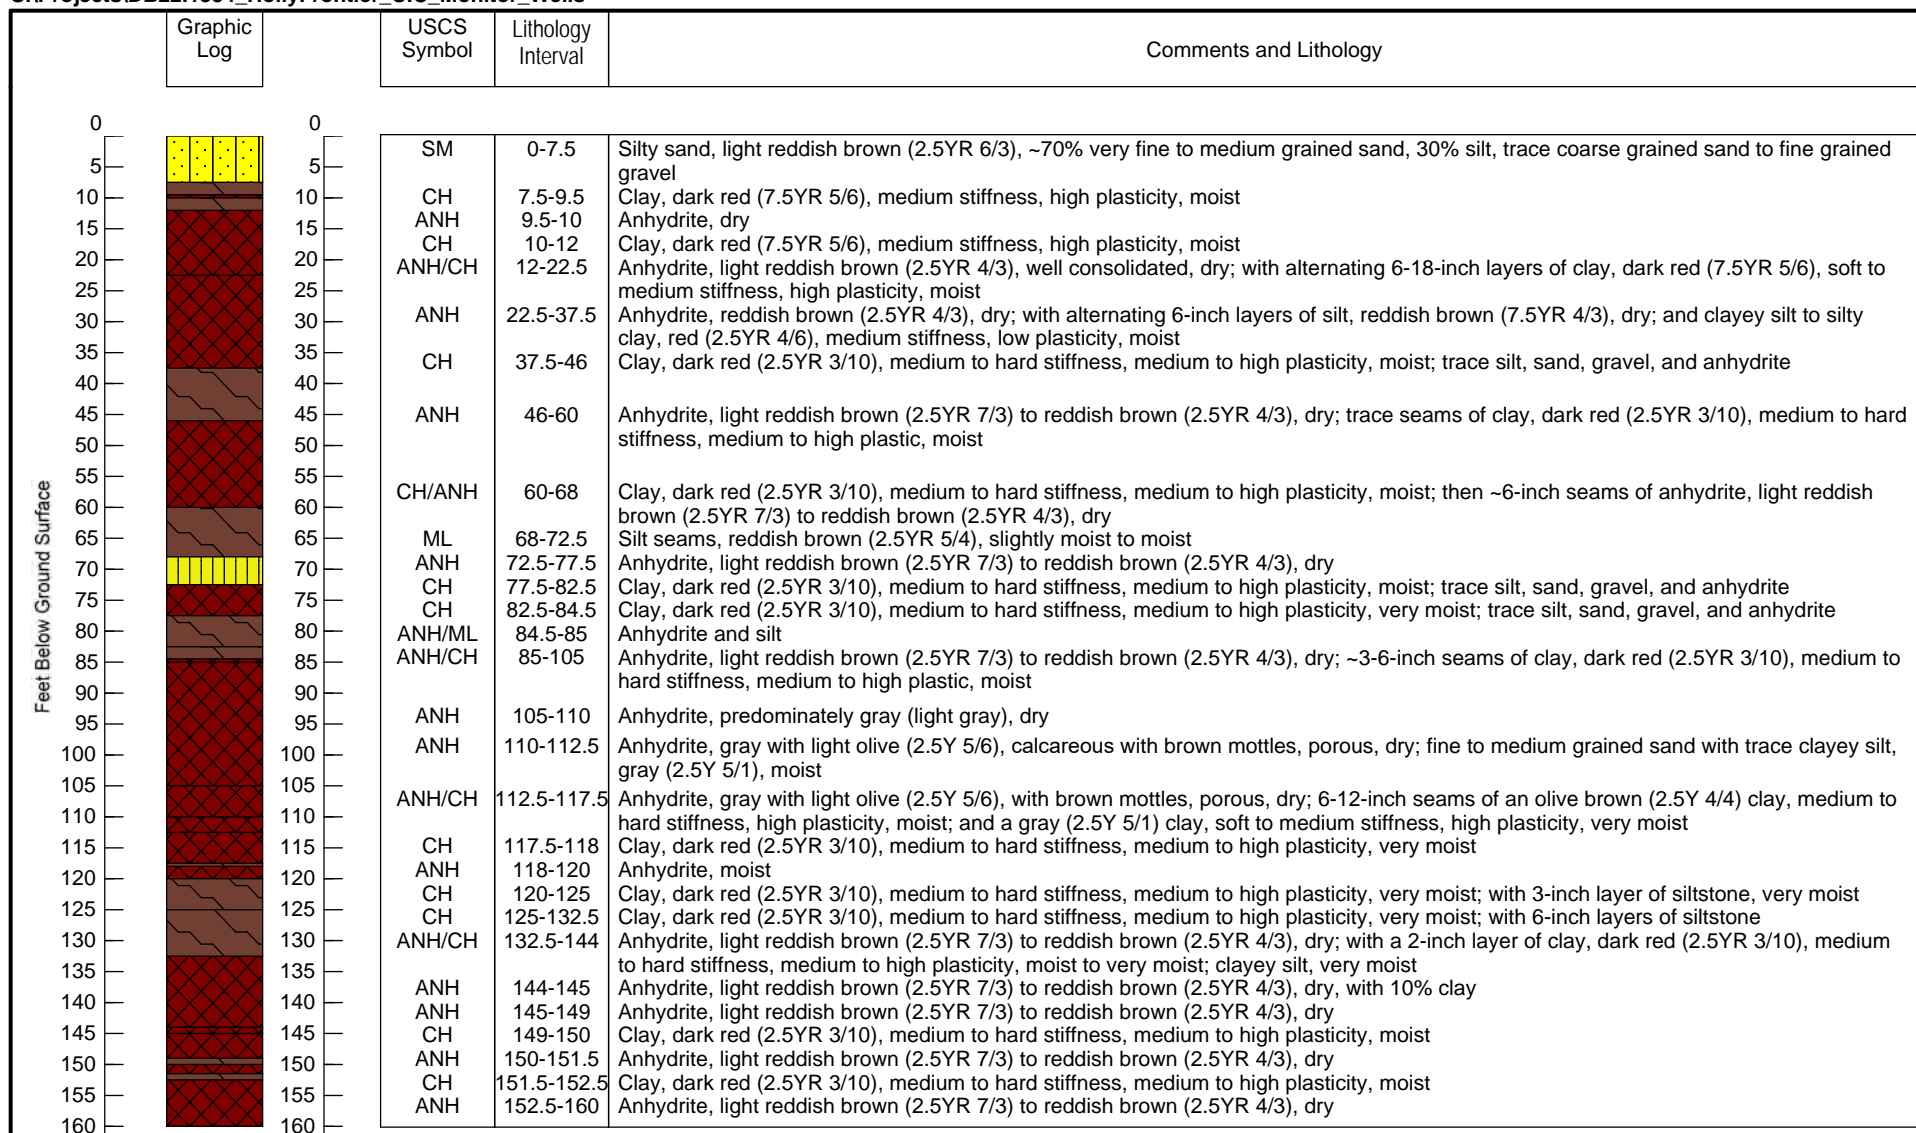 Graphic Log USCS Symbol Lithology Interval Comments and Lithology
Feet Below Ground Surface
0 0
5 5
10 10
15 15
20 20
25 25
30 30
35 35
40 40
45 45
50 50
55 55
60 60
65 65
70 70
75 75
80 80
85 85
90 90
95 95
100 100
105 105
110 110
115 115
120 120
125 125
130 130
135 135
140 140
145 145
150 150
155 155
160 160
SM 0-7.5 Silty sand, light reddish brown (2.5YR 6/3), ~70% very fine to medium grained sand, 30% silt, trace coarse grained sand to fine grained
gravel
CH 7.5-9.5 Clay, dark red (7.5YR 5/6), medium stiffness, high plasticity, moist
ANH 9.5-10 Anhydrite, dry
CH 10-12 Clay, dark red (7.5YR 5/6), medium stiffness, high plasticity, moist
ANH/CH 12-22.5 Anhydrite, light reddish brown (2.5YR 4/3), well consolidated, dry; with alternating 6-18-inch layers of clay, dark red (7.5YR 5/6), soft to
medium stiffness, high plasticity, moist
ANH 22.5-37.5 Anhydrite, reddish brown (2.5YR 4/3), dry; with alternating 6-inch layers of silt, reddish brown (7.5YR 4/3), dry; and clayey silt to silty
clay, red (2.5YR 4/6), medium stiffness, low plasticity, moist
CH 37.5-46 Clay, dark red (2.5YR 3/10), medium to hard stiffness, medium to high plasticity, moist; trace silt, sand, gravel, and anhydrite
ANH 46-60 Anhydrite, light reddish brown (2.5YR 7/3) to reddish brown (2.5YR 4/3), dry; trace seams of clay, dark red (2.5YR 3/10), medium to hard
stiffness, medium to high plastic, moist
CH/ANH 60-68 Clay, dark red (2.5YR 3/10), medium to hard stiffness, medium to high plasticity, moist; then ~6-inch seams of anhydrite, light reddish
brown (2.5YR 7/3) to reddish brown (2.5YR 4/3), dry
ML 68-72.5 Silt seams, reddish brown (2.5YR 5/4), slightly moist to moist
ANH 72.5-77.5 Anhydrite, light reddish brown (2.5YR 7/3) to reddish brown (2.5YR 4/3), dry
CH 77.5-82.5 Clay, dark red (2.5YR 3/10), medium to hard stiffness, medium to high plasticity, moist; trace silt, sand, gravel, and anhydrite
CH 82.5-84.5 Clay, dark red (2.5YR 3/10), medium to hard stiffness, medium to high plasticity, very moist; trace silt, sand, gravel, and anhydrite
ANH/ML 84.5-85 Anhydrite and silt
ANH/CH 85-105 Anhydrite, light reddish brown (2.5YR 7/3) to reddish brown (2.5YR 4/3), dry; ~3-6-inch seams of clay, dark red (2.5YR 3/10), medium to
hard stiffness, medium to high plastic, moist
ANH 105-110 Anhydrite, predominately gray (light gray), dry
ANH 110-112.5 Anhydrite, gray with light olive (2.5Y 5/6), calcareous with brown mottles, porous, dry; fine to medium grained sand with trace clayey silt,
gray (2.5Y 5/1), moist
ANH/CH 112.5-117.5 Anhydrite, gray with light olive (2.5Y 5/6), with brown mottles, porous, dry; 6-12-inch seams of an olive brown (2.5Y 4/4) clay, medium to
hard stiffness, high plasticity, moist; and a gray (2.5Y 5/1) clay, soft to medium stiffness, high plasticity, very moist
CH 117.5-118 Clay, dark red (2.5YR 3/10), medium to hard stiffness, medium to high plasticity, very moist
ANH 118-120 Anhydrite, moist
CH 120-125 Clay, dark red (2.5YR 3/10), medium to hard stiffness, medium to high plasticity, very moist; with 3-inch layer of siltstone, very moist
CH 125-132.5 Clay, dark red (2.5YR 3/10), medium to hard stiffness, medium to high plasticity, very moist; with 6-inch layers of siltstone
ANH/CH 132.5-144 Anhydrite, light reddish brown (2.5YR 7/3) to reddish brown (2.5YR 4/3), dry; with a 2-inch layer of clay, dark red (2.5YR 3/10), medium
to hard stiffness, medium to high plasticity, moist to very moist; clayey silt, very moist
ANH 144-145 Anhydrite, light reddish brown (2.5YR 7/3) to reddish brown (2.5YR 4/3), dry, with 10% clay
ANH 145-149 Anhydrite, light reddish brown (2.5YR 7/3) to reddish brown (2.5YR 4/3), dry
CH 149-150 Clay, dark red (2.5YR 3/10), medium to hard stiffness, medium to high plasticity, moist
ANH 150-151.5 Anhydrite, light reddish brown (2.5YR 7/3) to reddish brown (2.5YR 4/3), dry
CH 151.5-152.5 Clay, dark red (2.5YR 3/10), medium to hard stiffness, medium to high plasticity, moist
ANH 152.5-160 Anhydrite, light reddish brown (2.5YR 7/3) to reddish brown (2.5YR 4/3), dry